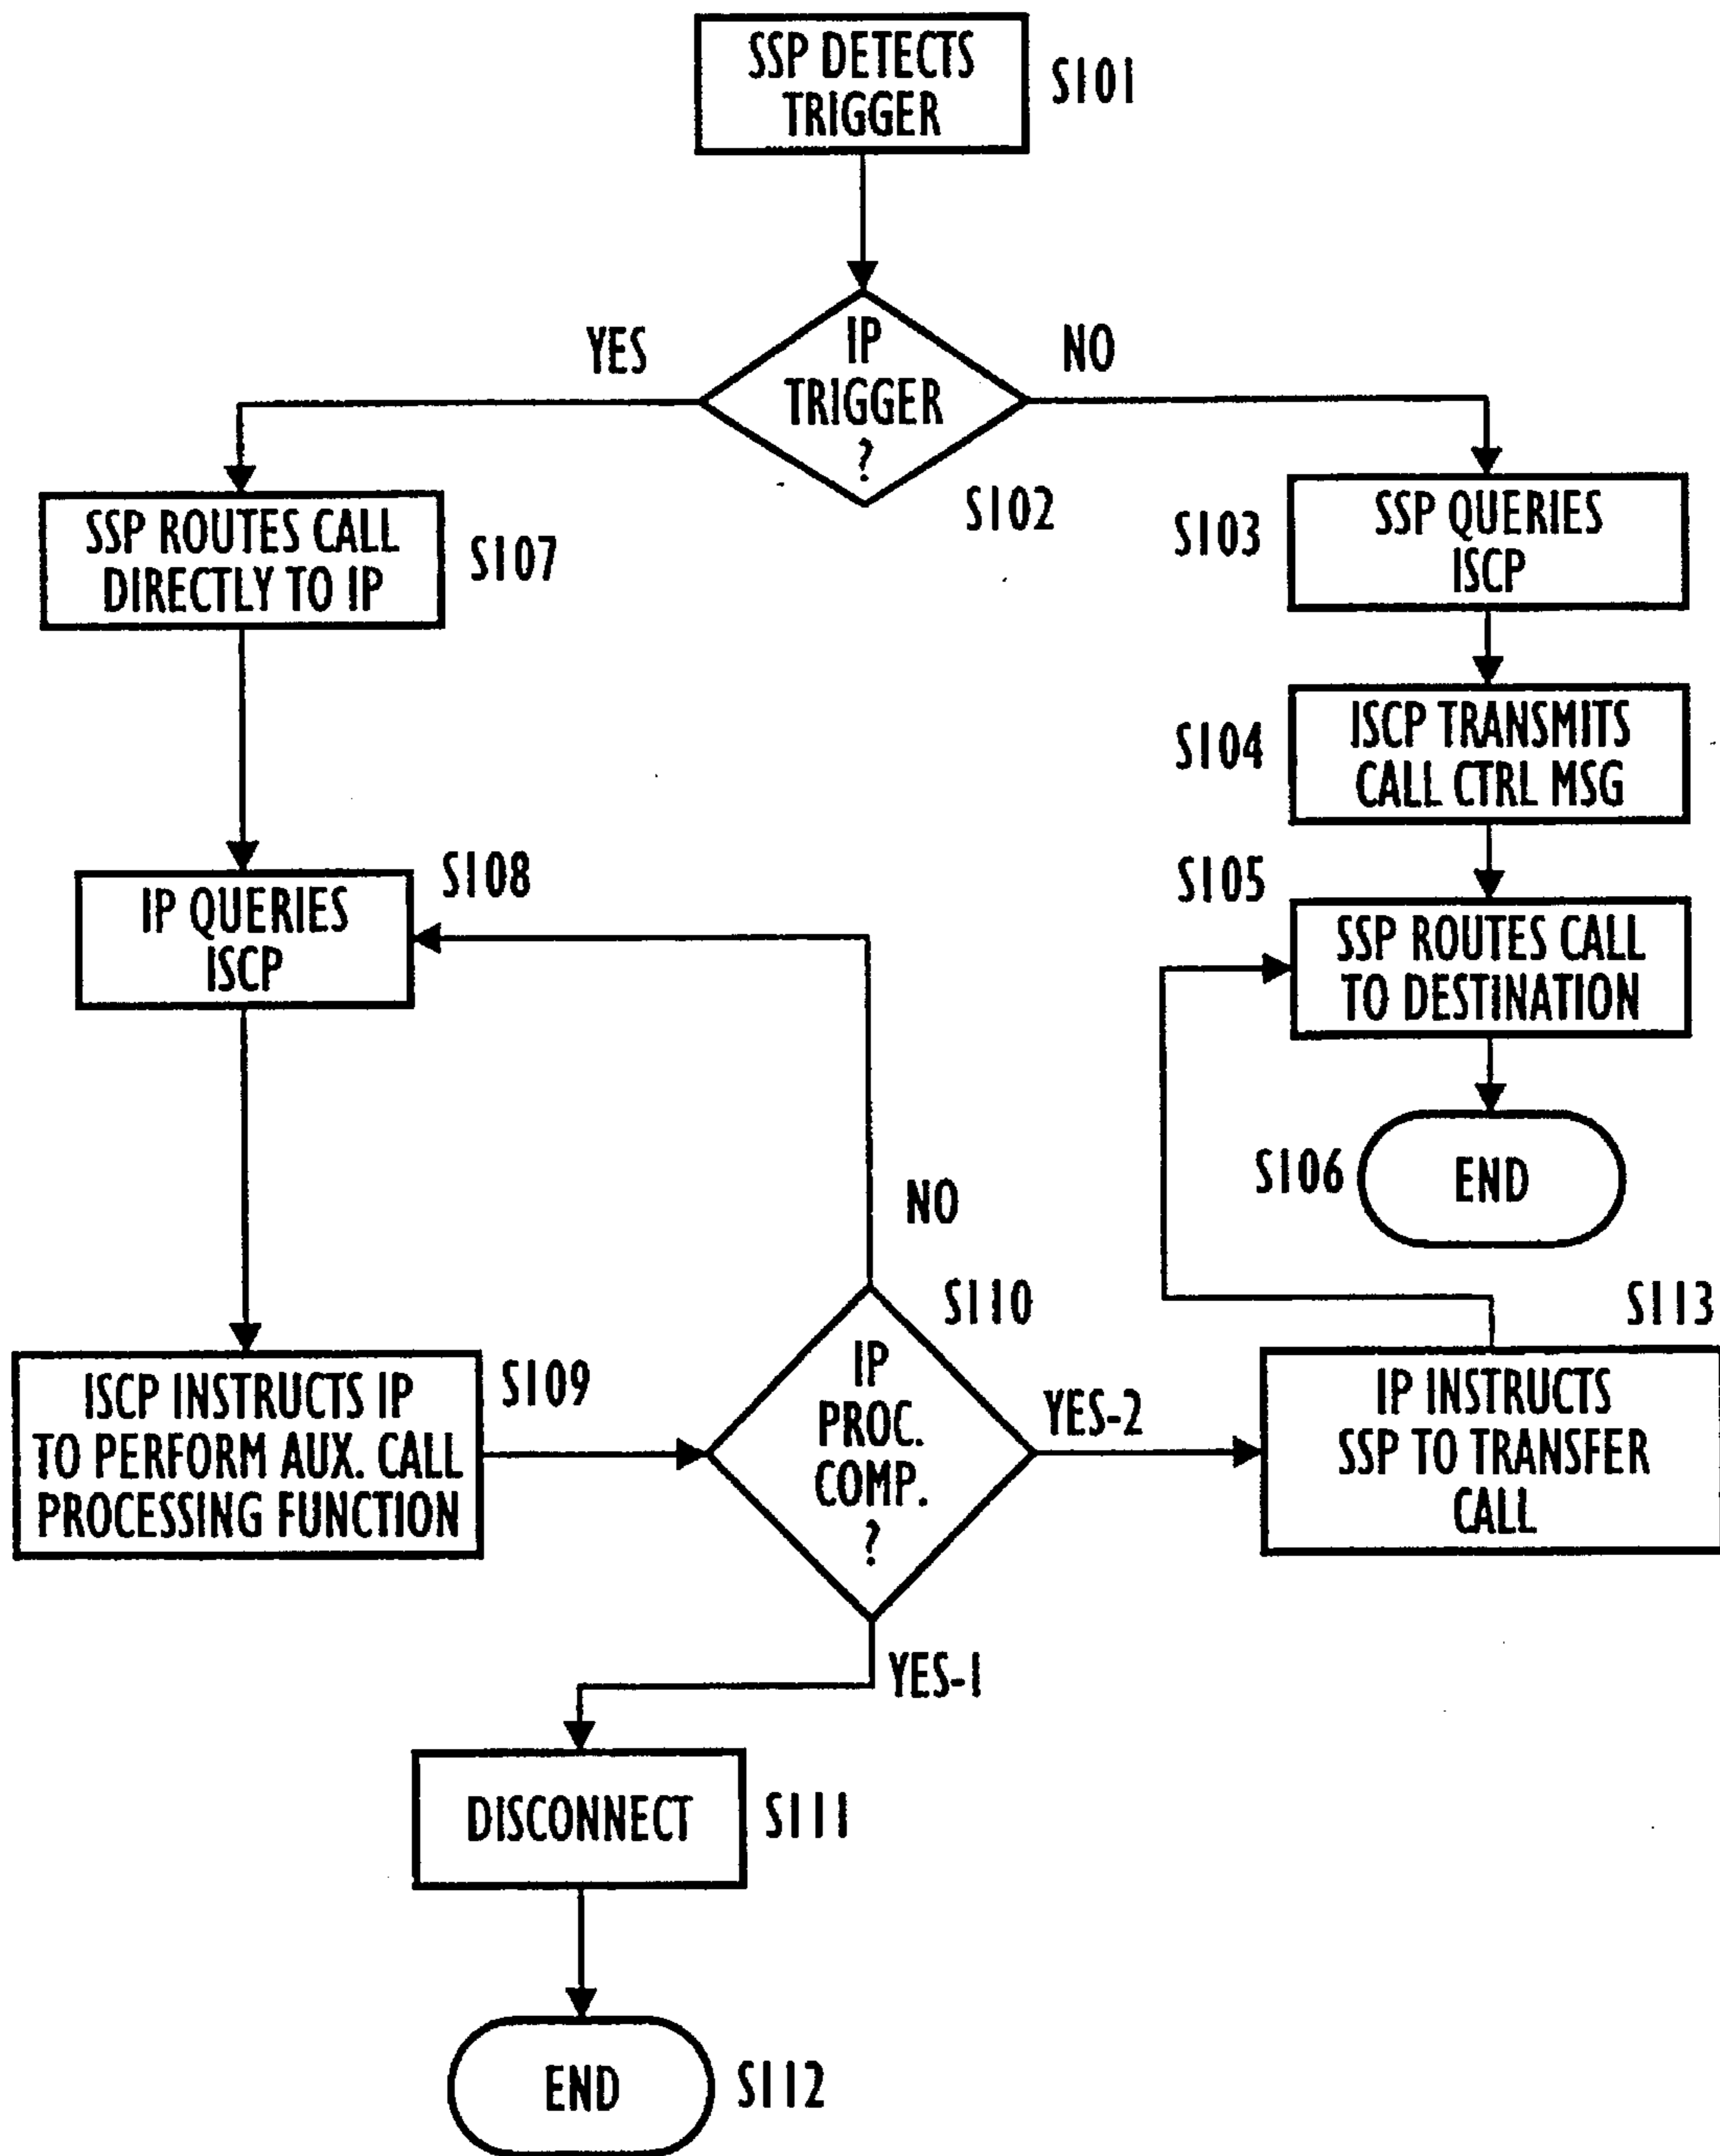 SSP DETECTS
TRIGGER
S101
YES
IP
TRIGGER
?
NO
S102
SSP ROUTES CALL
DIRECTLY TO IP
S107
S103
SSP QUERIES
ISCP
S104
ISCP TRANSMITS
CALL CTRL MSG
S108
IP QUERIES
ISCP
S105
SSP ROUTES CALL
TO DESTINATION
S106
END
NO
S110
S113
ISCP INSTRUCTS IP
TO PERFORM AUX. CALL
PROCESSING FUNCTION
S109
IP
PROC.
COMP.
?
YES-2
IP INSTRUCTS
SSP TO TRANSFER
CALL
YES-1
DISCONNECT
S111
END
S112